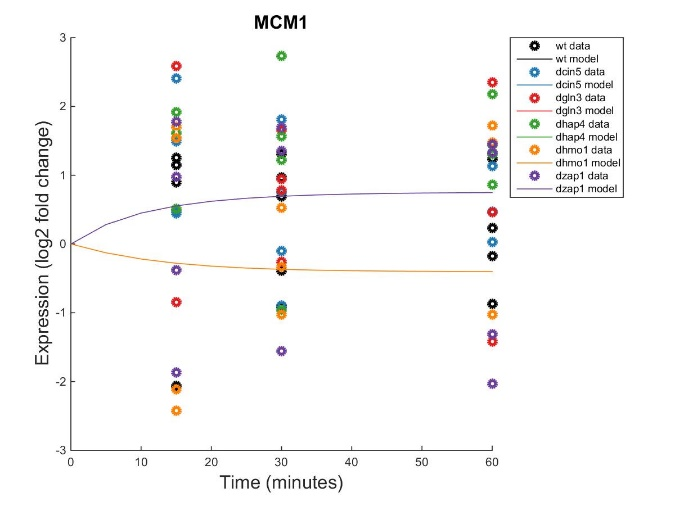 MCM1
3
2
1
0
-1
-2
-3
Expression (log2 fold change)
0
10
20
30
40
50
60
Time (minutes)
wt data
wt model
dcin5 data
dcin5 model
dgln3 data
dgln3 model
dhap4 data
dhap4 model
dhmo1 data
dhmo1 model
dzap1 data
dzap1 model